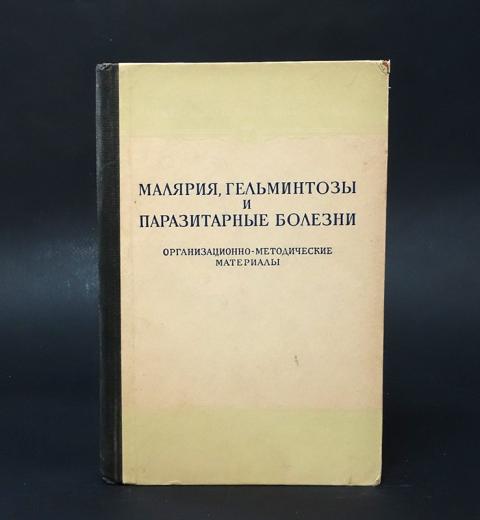 МАЛЯРИЯ, ГЕЛЬМИНТОЗЫ
И
ПАРАЗИТАРНЫЕ БОЛЕЗНИ
ОРГАНИЗАЦИОННО-МЕТОДИЧЕСКИЕ
МАТЕРИАЛЫ